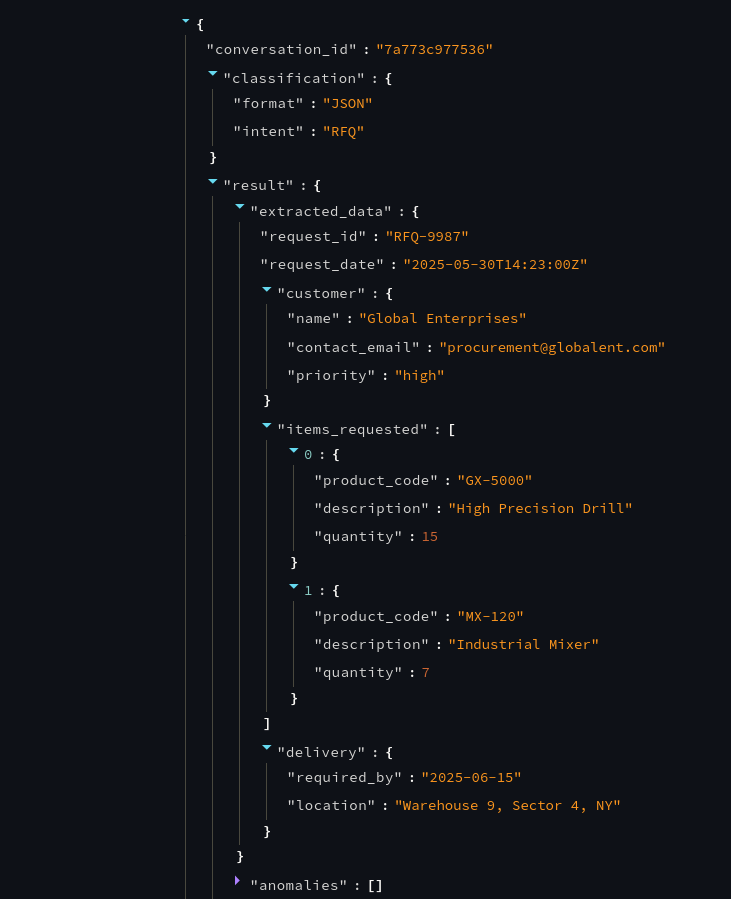 {
"conversation_id" : "7a773c977536"
"classification" : {
"format" : "JSON"
"intent" : "RFQ"
}
"result" : {
"extracted_data" : {
"request_id" : "RFQ-9987"
"request_date" : "2025-05-30T14:23:00Z"
"customer" : {
"name" : "Global Enterprises"
"contact_email" : "procurement@globalent.com"
"priority" : "high"
}
"items_requested" : [
0 : {
"product_code" : "GX-5000"
"description" : "High Precision Drill"
"quantity" : 15
}
1 : {
"product_code" : "MX-120"
"description" : "Industrial Mixer"
"quantity" : 7
}
]
"delivery" : {
"required_by" : "2025-06-15"
"location" : "Warehouse 9, Sector 4, NY"
}
}
"anomalies" : []